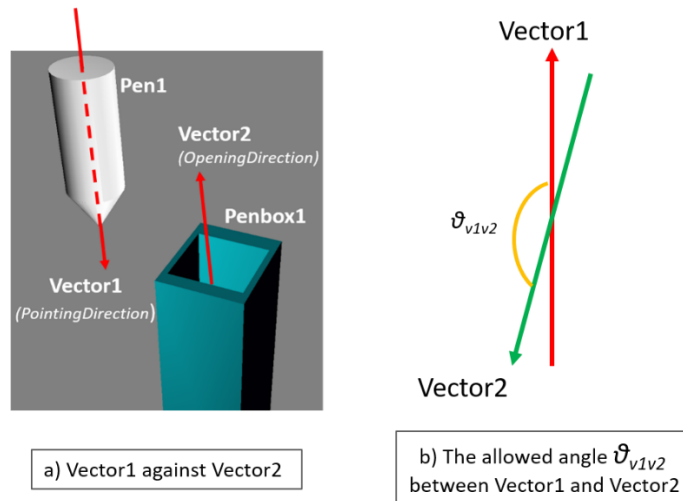 Pen1
Vector2
(OpeningDirection)
Penbox1
Vector1
(PointingDirection)
a) Vector1 against Vector2
Vector1
ϑv1v2
Vector2
b) The allowed angle ϑv1v2
between Vector1 and Vector2